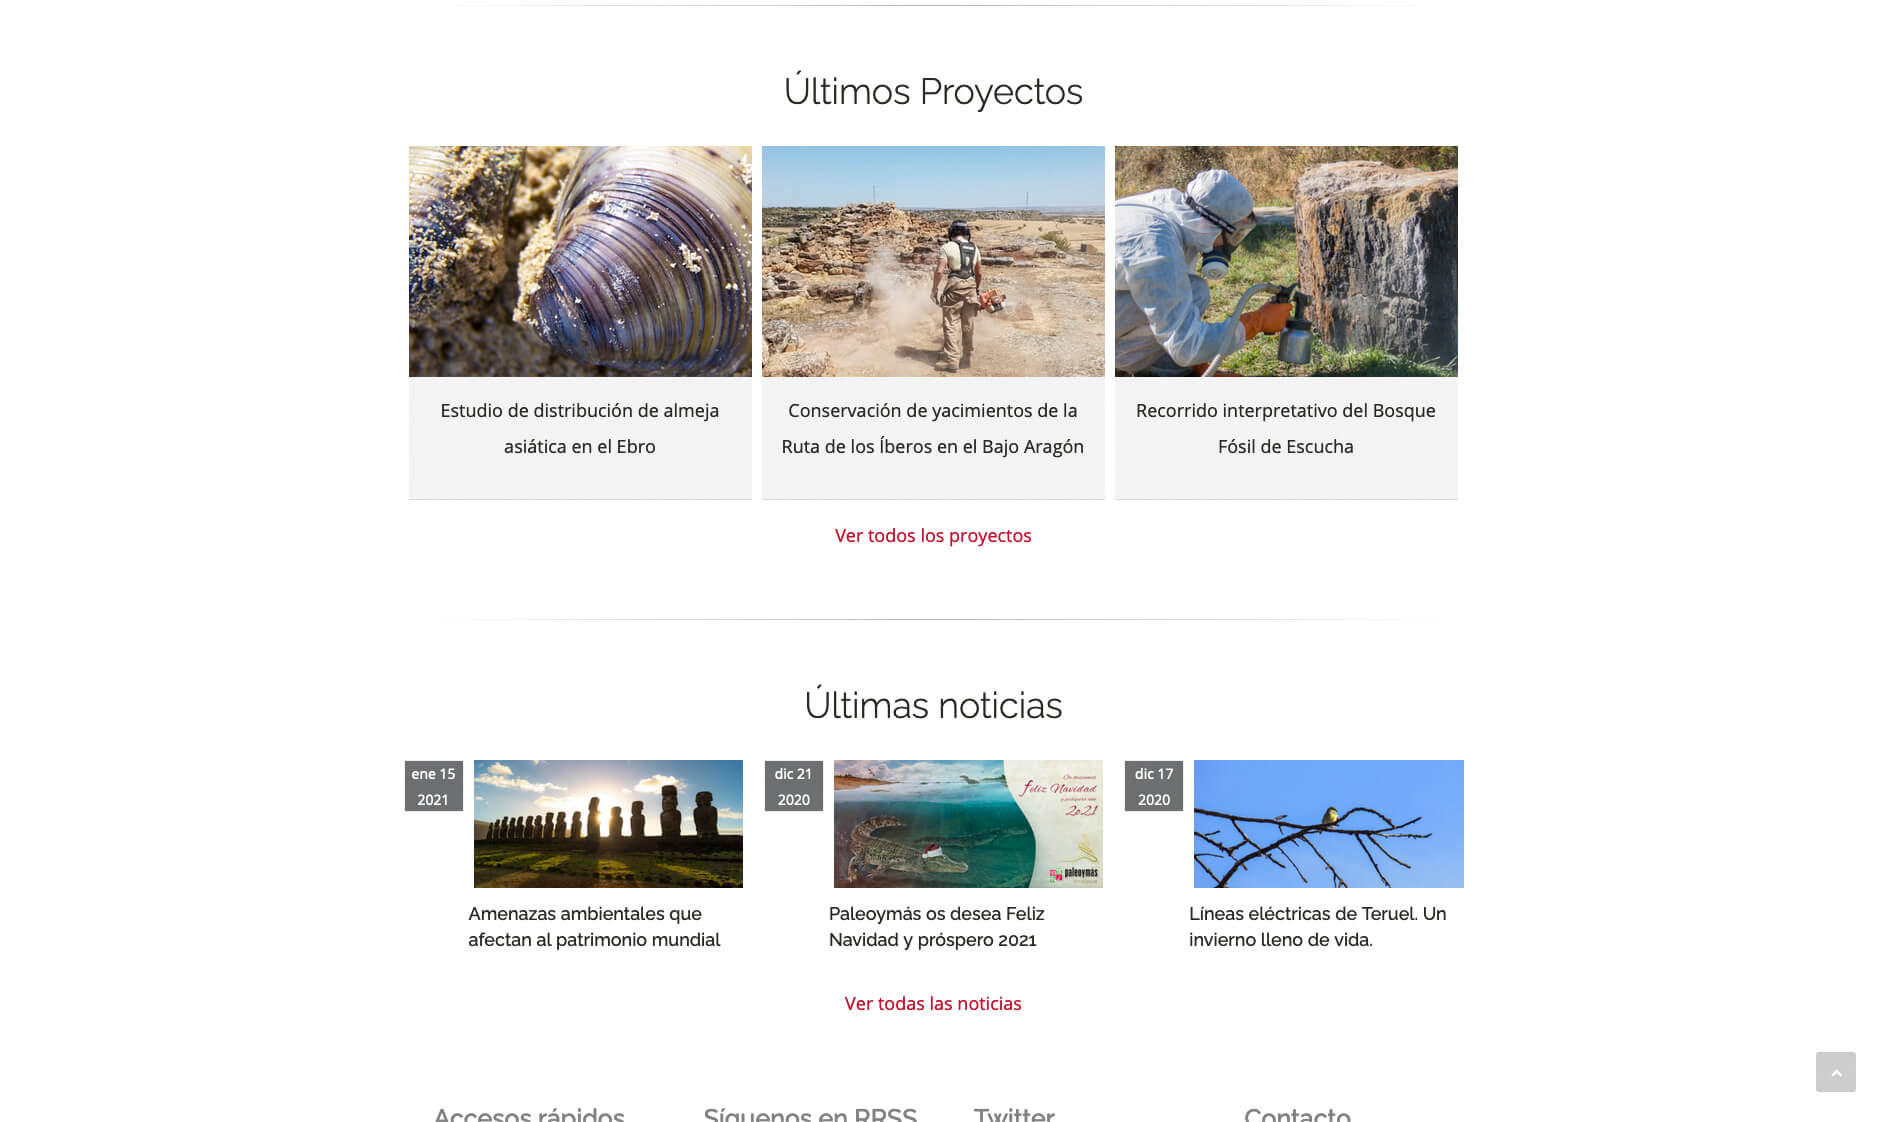 Últimos Proyectos
Estudio de distribución de almeja
asiática en el Ebro
Conservación de yacimientos de la
Ruta de los Íberos en el Bajo Aragón
Recorrido interpretativo del Bosque
Fósil de Escucha
Ver todos los proyectos
Últimas noticias
ene 15
2021
Amenazas ambientales que
afectan al patrimonio mundial
dic 21
2020
Os deseamos
Feliz Navidad
y próspero año
2021
paleoymás
Paleoymás os desea Feliz
Navidad y próspero 2021
dic 17
2020
Líneas eléctricas de Teruel. Un
invierno lleno de vida.
Ver todas las noticias
Accesos rápidos
Síguenos en RRSS
Twitter
Contacto